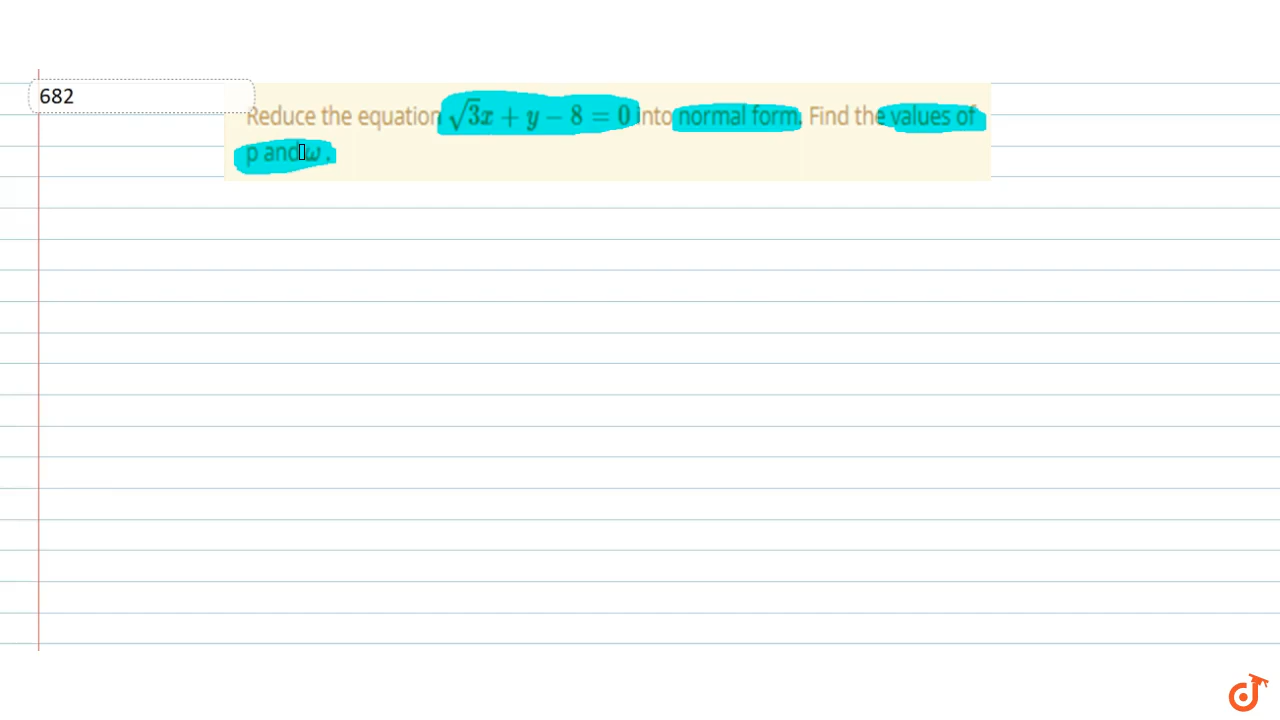 682
Reduce the equation √3x + y − 8 = 0 into normal form. Find the values of
p and ω .